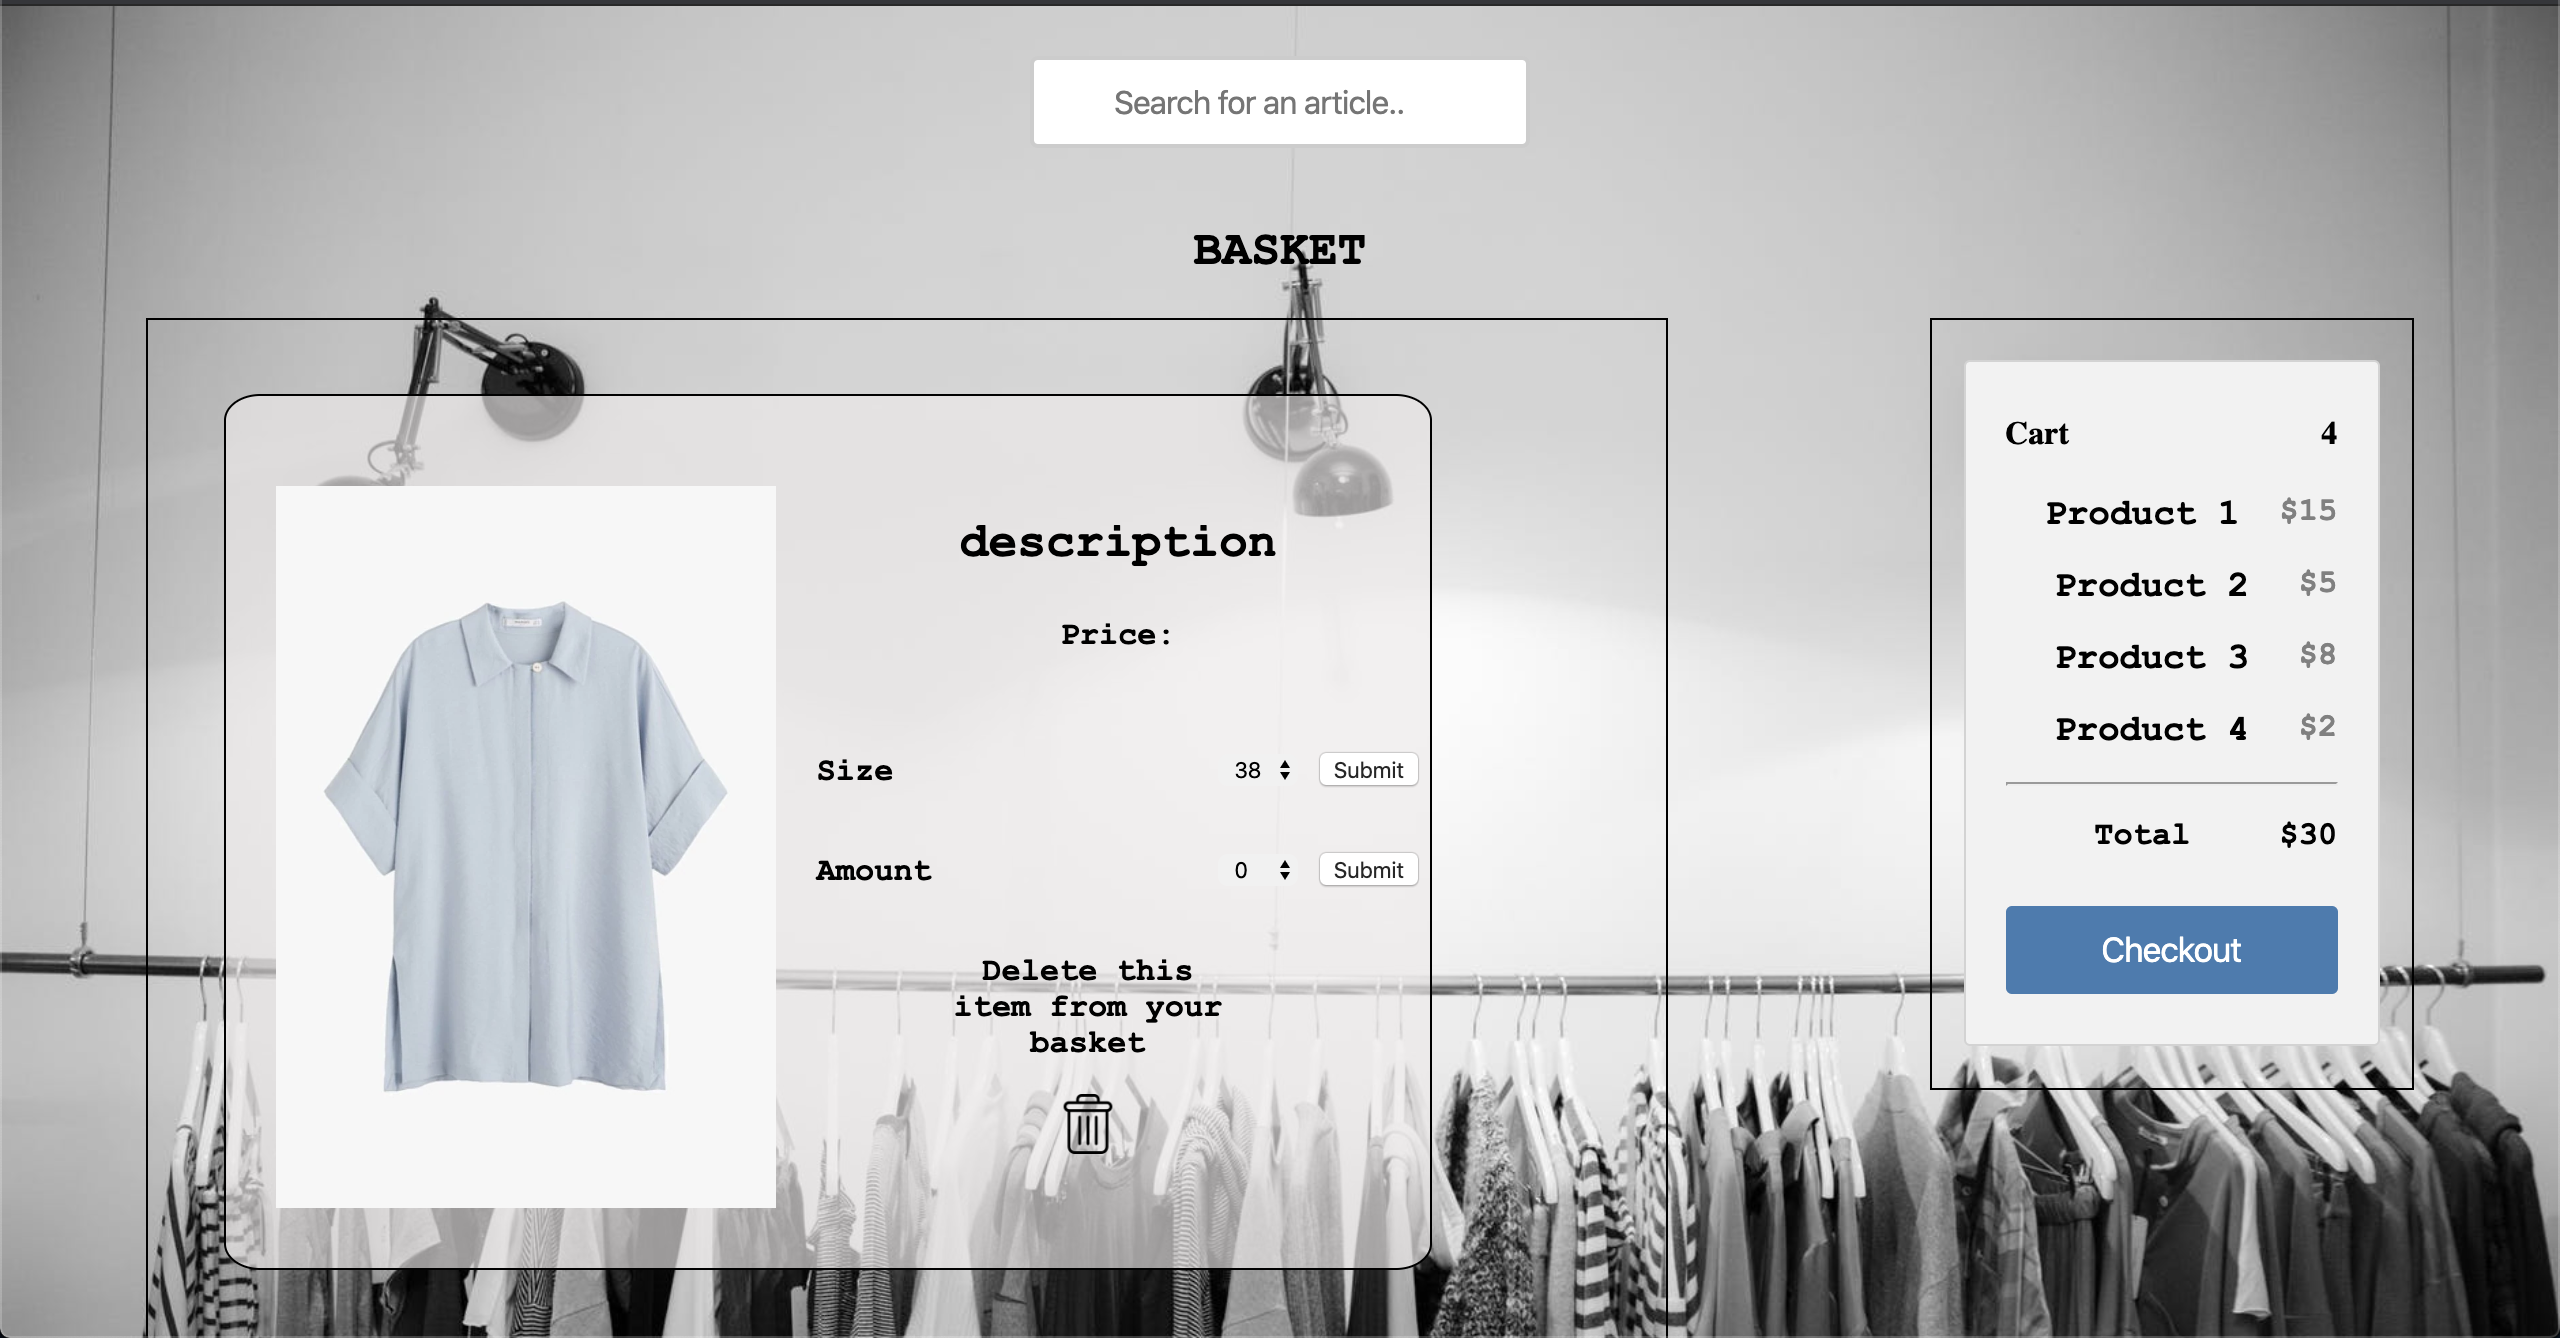 Search for an article..
BASKET
description
Price:
Size 38 Submit
Amount 0 Submit
Delete this
item from your
basket
Cart 4
Product 1 $15
Product 2 $5
Product 3 $8
Product 4 $2
Total $30
Checkout